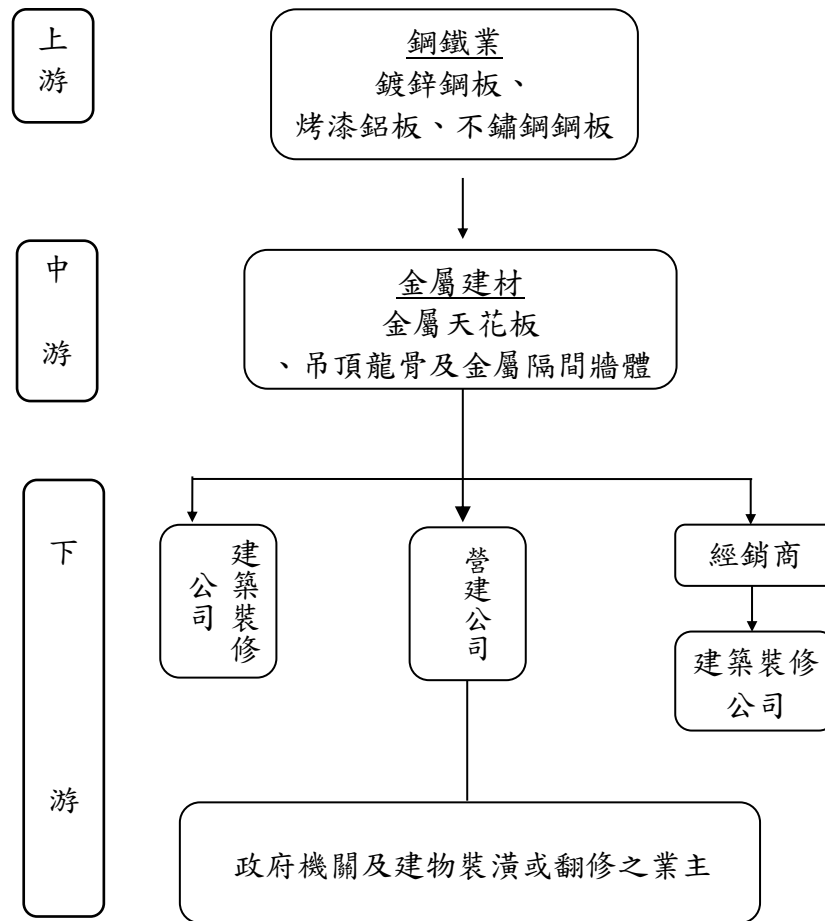 上游
鋼鐵業
鍍鋅鋼板、
烤漆鋁板、不鏽鋼鋼板
中游
金屬建材
金屬天花板
、吊頂龍骨及金屬隔間牆體
下游
建築裝修
公司
營建公司
經銷商
建築裝修
公司
政府機關及建物裝潢或翻修之業主